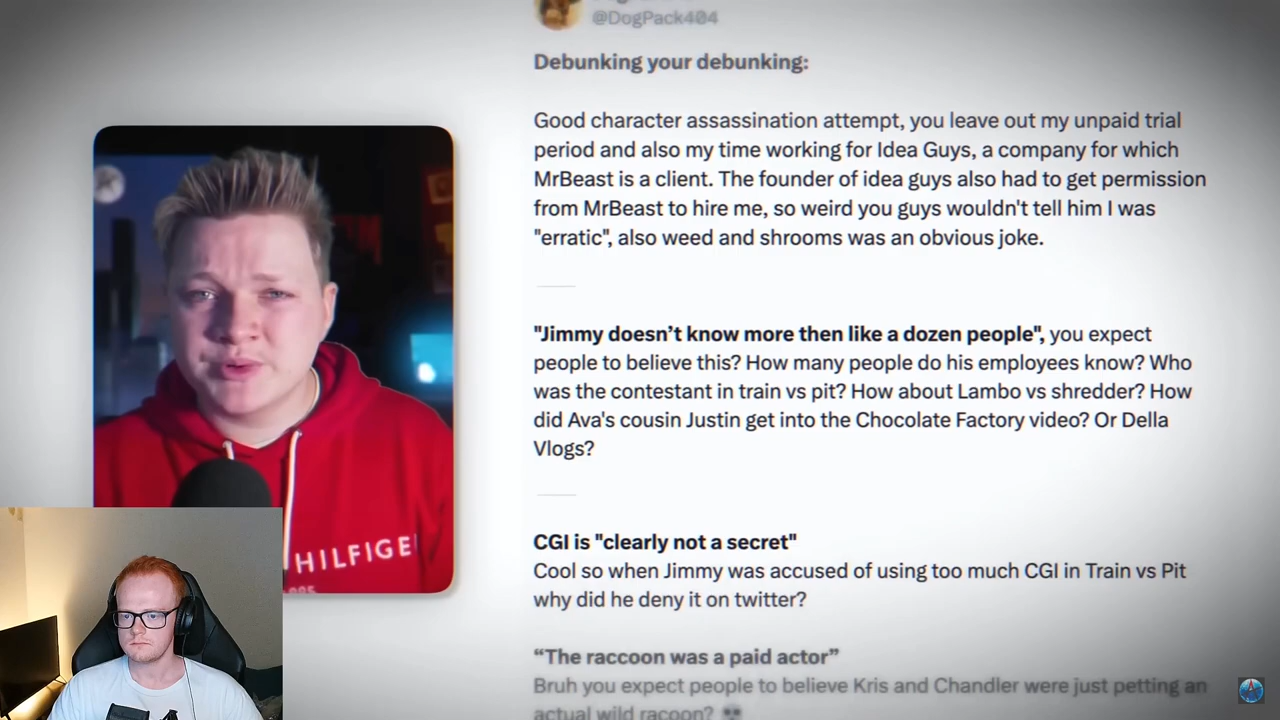 @DogPack404
Debunking your debunking:
Good character assassination attempt, you leave out my unpaid trial
period and also my time working for Idea Guys, a company for which
MrBeast is a client. The founder of idea guys also had to get permission
from MrBeast to hire me, so weird you guys wouldn't tell him I was
"erratic", also weed and shrooms was an obvious joke.
"Jimmy doesn't know more then like a dozen people", you expect
people to believe this? How many people do his employees know? Who
was the contestant in train vs pit? How about Lambo vs shredder? How
did Ava's cousin Justin get into the Chocolate Factory video? Or Della
Vlogs?
CGI is "clearly not a secret"
Cool so when Jimmy was accused of using too much CGI in Train vs Pit
why did he deny it on twitter?
“The raccoon was a paid actor”
Bruh you expect people to believe Kris and Chandler were just petting an
actual wild racoon? 💀
HILFIGE